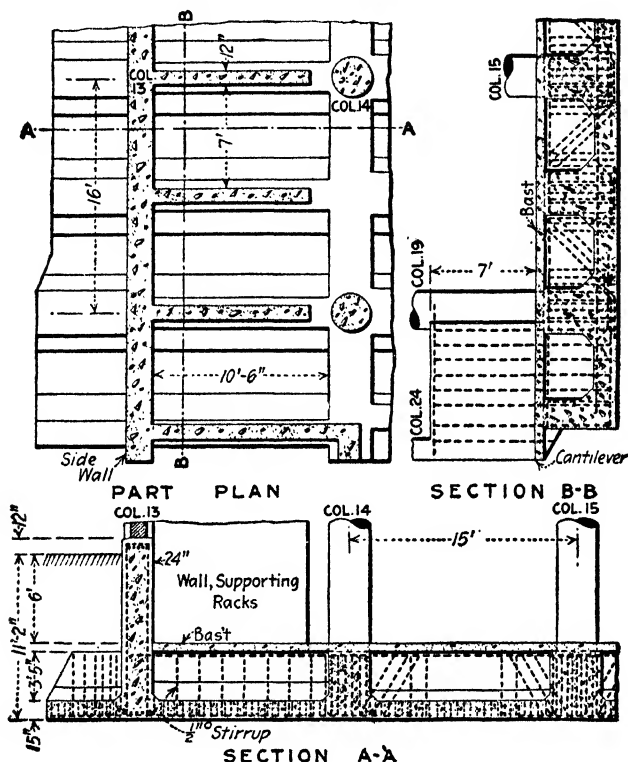 B
12"
COL. 13
COL.14
A
A
7'
16'
10'-6"
Side Wall
B
PART PLAN
COL.15
Bast
COL.19
7'
COL.24
Cantilever
SECTION B-B
COL.13
COL.14
COL.15
12"
24"
15'
Wall, Supporting
Racks
6'
11'-2"
Bas't
3'-5"
15"
1/2"□ Stirrup
SECTION A-A